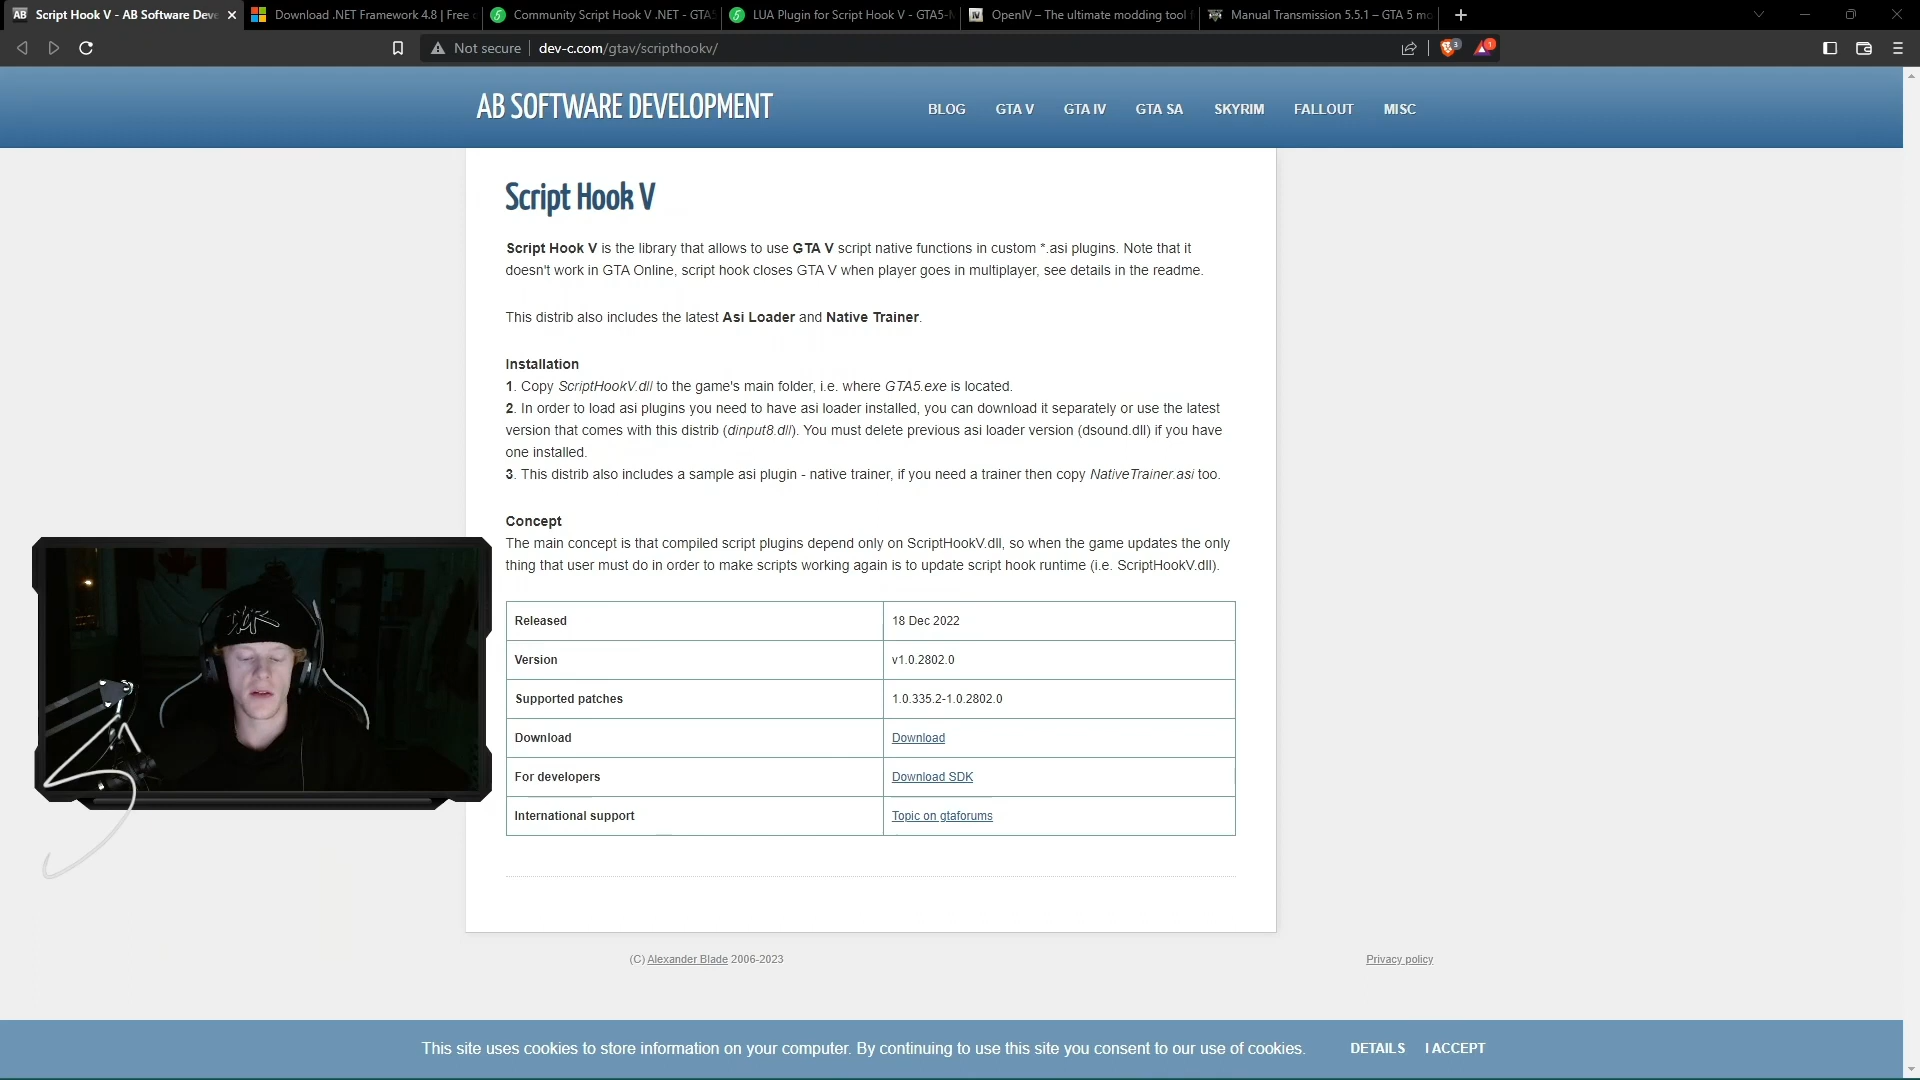 AB Script Hook V - AB Software Deve
Download .NET Framework 4.8 | Free
Community Script Hook V .NET - GTA5
LUA Plugin for Script Hook V - GTA5-
OpenIV – The ultimate modding tool
Manual Transmission 5.5.1 – GTA 5 mo
Not secure dev-c.com/gtav/scripthookv/
3
1
AB SOFTWARE DEVELOPMENT
BLOG GTA V GTA IV GTA SA SKYRIM FALLOUT MISC
Script Hook V
Script Hook V is the library that allows to use GTA V script native functions in custom *.asi plugins. Note that it
doesn't work in GTA Online, script hook closes GTA V when player goes in multiplayer, see details in the readme.
This distrib also includes the latest Asi Loader and Native Trainer.
Installation
1. Copy ScriptHookV.dll to the game's main folder, i.e. where GTA5.exe is located.
2. In order to load asi plugins you need to have asi loader installed, you can download it separately or use the latest
version that comes with this distrib (dinput8.dll). You must delete previous asi loader version (dsound.dll) if you have
one installed.
3. This distrib also includes a sample asi plugin - native trainer, if you need a trainer then copy NativeTrainer.asi too.
Concept
The main concept is that compiled script plugins depend only on ScriptHookV.dll, so when the game updates the only
thing that user must do in order to make scripts working again is to update script hook runtime (i.e. ScriptHookV.dll).
Released 18 Dec 2022
Version v1.0.2802.0
Supported patches 1.0.335.2-1.0.2802.0
Download Download
For developers Download SDK
International support Topic on gtaforums
(C) Alexander Blade 2006-2023
Privacy policy
This site uses cookies to store information on your computer. By continuing to use this site you consent to our use of cookies. DETAILS I ACCEPT